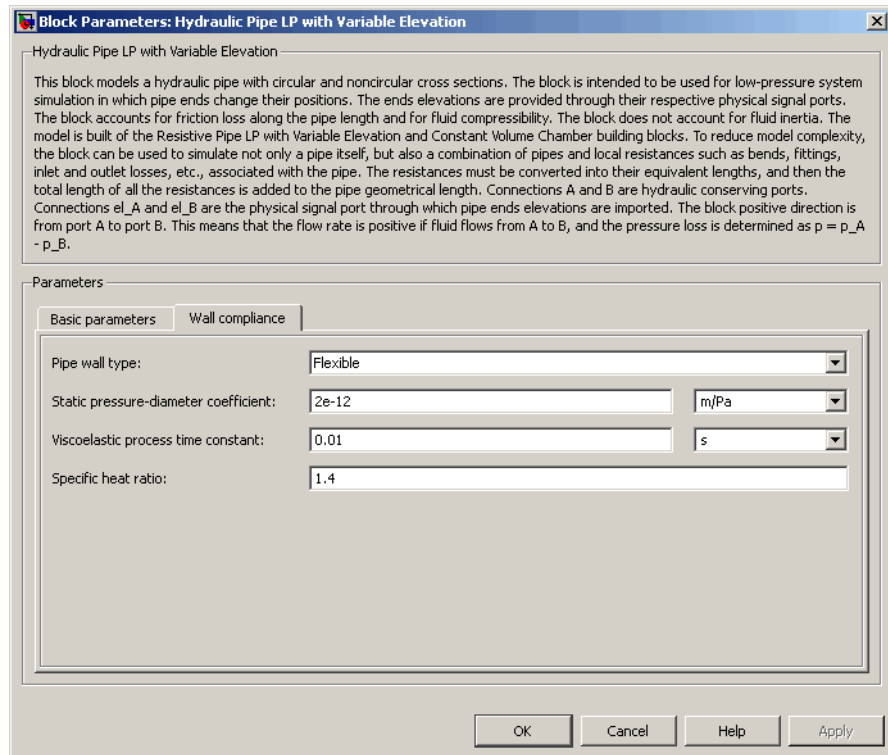 Block Parameters: Hydraulic Pipe LP with Variable Elevation
Hydraulic Pipe LP with Variable Elevation
This block models a hydraulic pipe with circular and noncircular cross sections. The block is intended to be used for low-pressure system
simulation in which pipe ends change their positions. The ends elevations are provided through their respective physical signal ports.
The block accounts for friction loss along the pipe length and for fluid compressibility. The block does not account for fluid inertia. The
model is built of the Resistive Pipe LP with Variable Elevation and Constant Volume Chamber building blocks. To reduce model complexity,
the block can be used to simulate not only a pipe itself, but also a combination of pipes and local resistances such as bends, fittings,
inlet and outlet losses, etc., associated with the pipe. The resistances must be converted into their equivalent lengths, and then the
total length of all the resistances is added to the pipe geometrical length. Connections A and B are hydraulic conserving ports.
Connections el_A and el_B are the physical signal port through which pipe ends elevations are imported. The block positive direction is
from port A to port B. This means that the flow rate is positive if fluid flows from A to B, and the pressure loss is determined as p = p_A
- p_B.
Parameters
Basic parameters Wall compliance
Pipe wall type: Flexible
Static pressure-diameter coefficient: 2e-12 m/Pa
Viscoelastic process time constant: 0.01 s
Specific heat ratio: 1.4
OK Cancel Help Apply